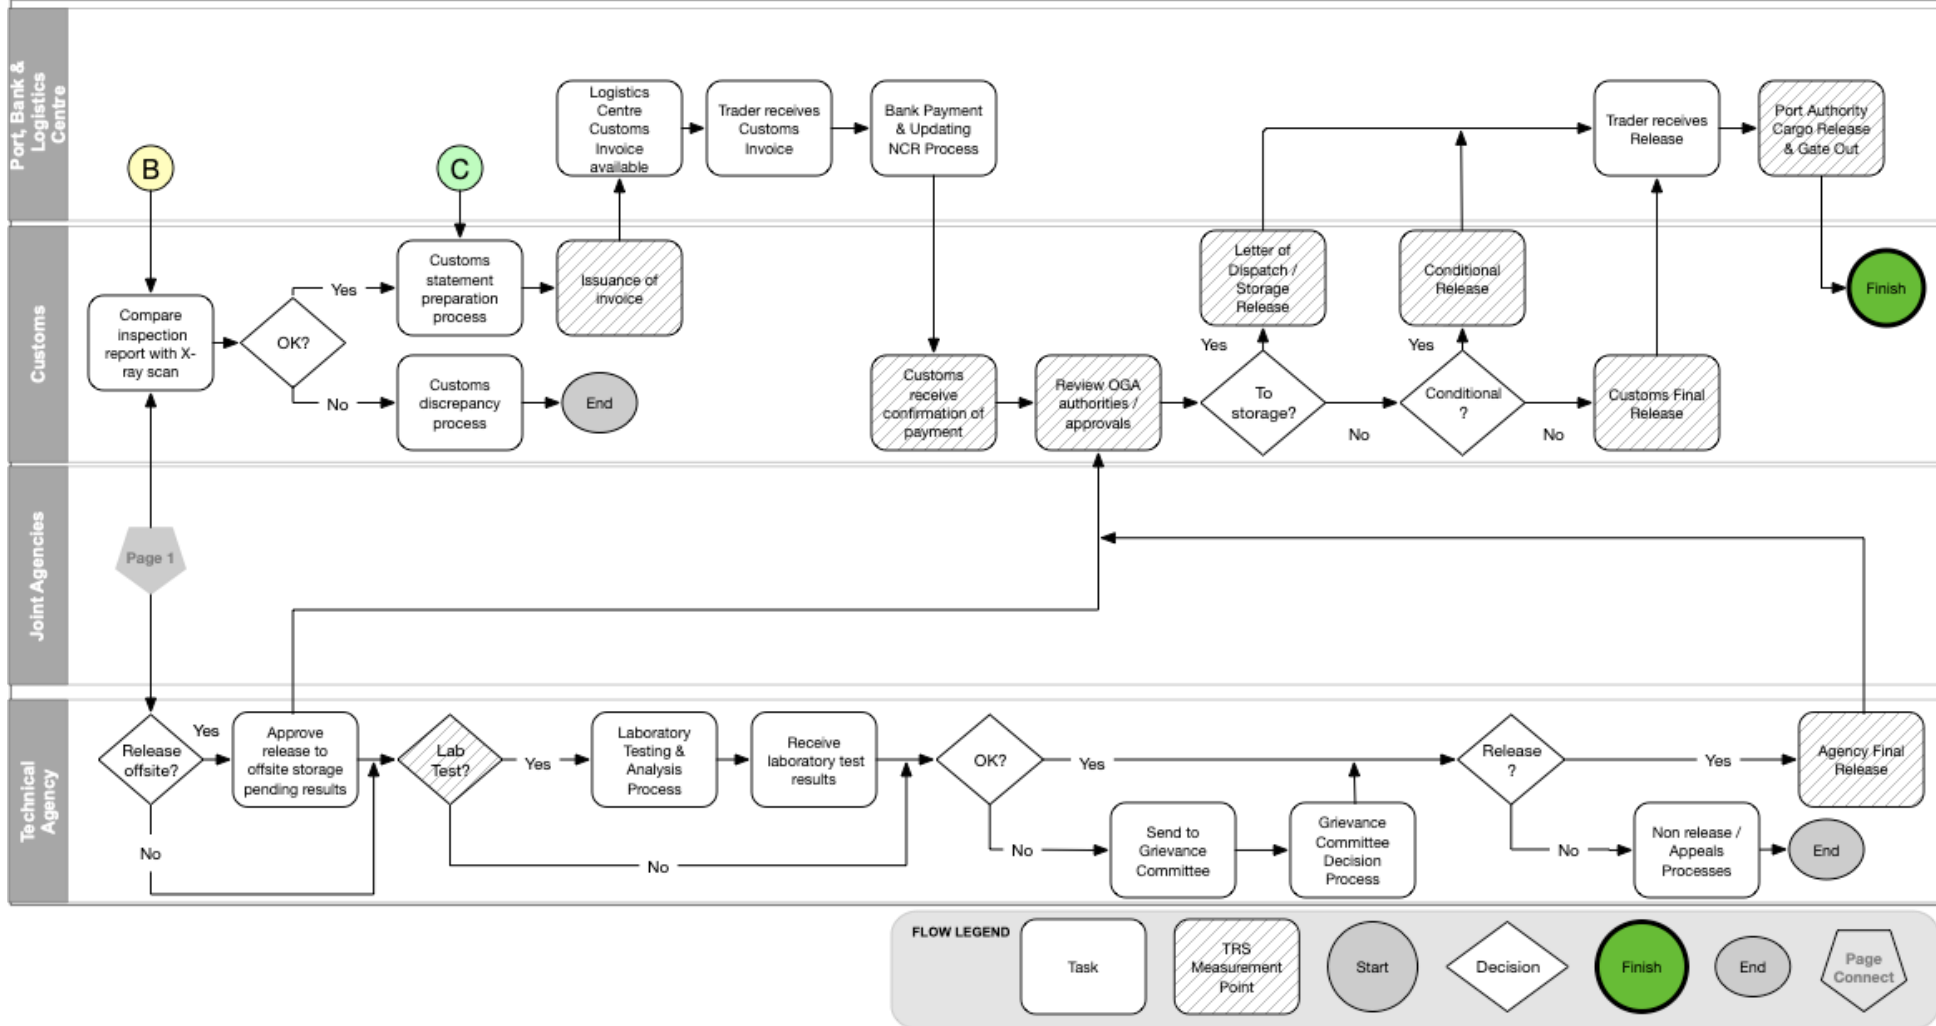 Port, Bank &
Logistics
Centre
B
C
Logistics
Centre
Customs
Invoice
available
Trader receives
Customs
Invoice
Bank Payment
& Updating
NCR Process
Trader receives
Release
Port Authority
Cargo Release
& Gate Out
Customs
Compare
inspection
report with X-
ray scan
OK?
Yes
No
Customs
statement
preparation
process
Issuance of
invoice
Customs
discrepancy
process
End
Customs
receive
confirmation of
payment
Review OGA
authorities /
approvals
To
storage?
Yes
No
Letter of
Dispatch /
Storage
Release
Conditional
?
Yes
No
Conditional
Release
Customs Final
Release
Finish
Joint Agencies
Page 1
Technical
Agency
Release
offsite?
Yes
No
Approve
release to
offsite storage
pending results
Lab
Test?
Yes
No
Laboratory
Testing &
Analysis
Process
Receive
laboratory test
results
OK?
Yes
No
Send to
Grievance
Committee
Grievance
Committee
Decision
Process
Release
?
Yes
No
Agency Final
Release
Non release /
Appeals
Processes
End
FLOW LEGEND
Task
TRS
Measurement
Point
Start
Decision
Finish
End
Page
Connect